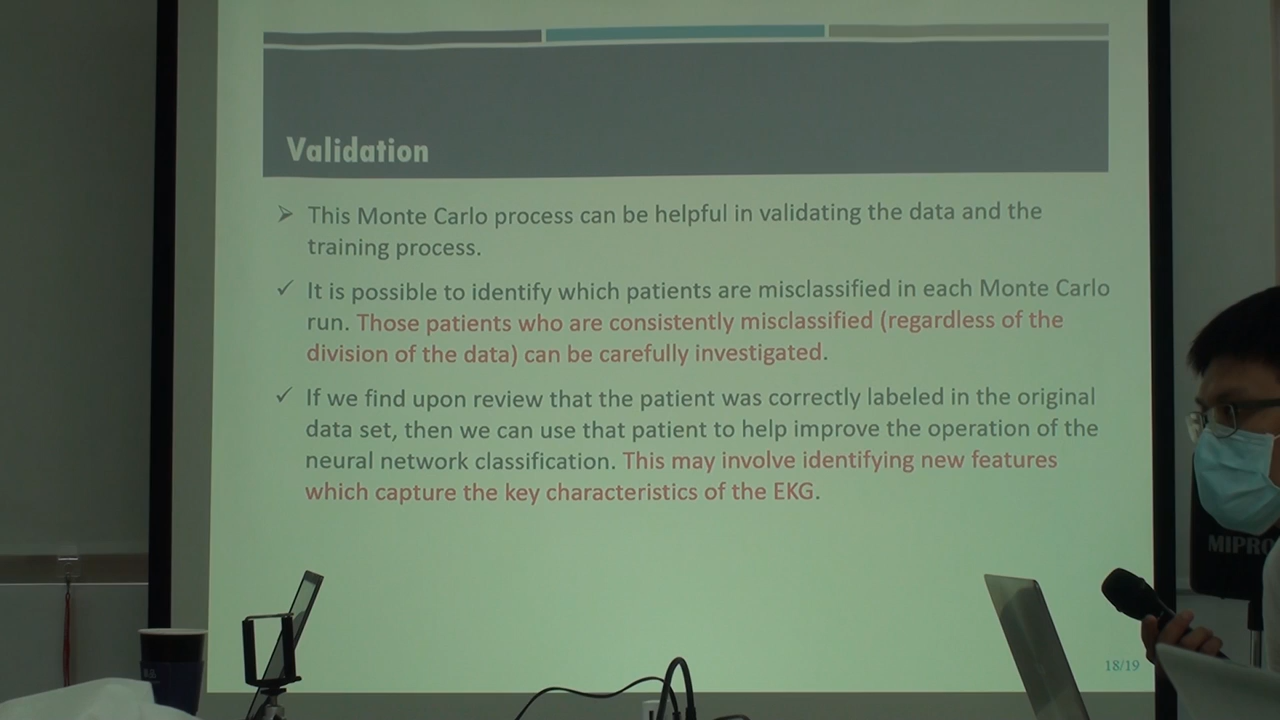 Validation
➢ This Monte Carlo process can be helpful in validating the data and the
training process.
✓ It is possible to identify which patients are misclassified in each Monte Carlo
run. Those patients who are consistently misclassified (regardless of the
division of the data) can be carefully investigated.
✓ If we find upon review that the patient was correctly labeled in the original
data set, then we can use that patient to help improve the operation of the
neural network classification. This may involve identifying new features
which capture the key characteristics of the EKG.
MIPRO
18/19